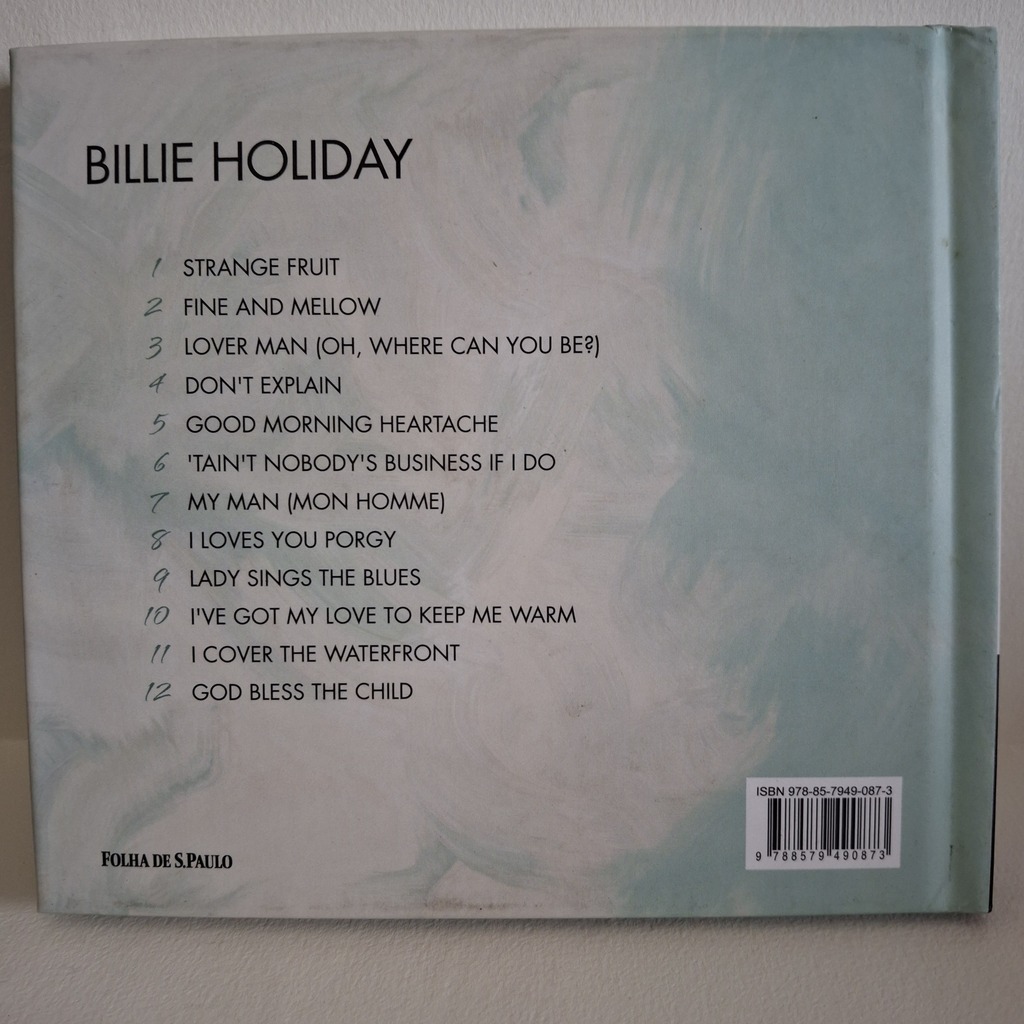 BILLIE HOLIDAY
1 STRANGE FRUIT
2 FINE AND MELLOW
3 LOVER MAN (OH, WHERE CAN YOU BE?)
4 DON'T EXPLAIN
5 GOOD MORNING HEARTACHE
6 'TAIN'T NOBODY'S BUSINESS IF I DO
7 MY MAN (MON HOMME)
8 I LOVES YOU PORGY
9 LADY SINGS THE BLUES
10 I'VE GOT MY LOVE TO KEEP ME WARM
11 I COVER THE WATERFRONT
12 GOD BLESS THE CHILD
ISBN 978-85-7949-087-3
9 788579 490873
FOLHA DE S.PAULO